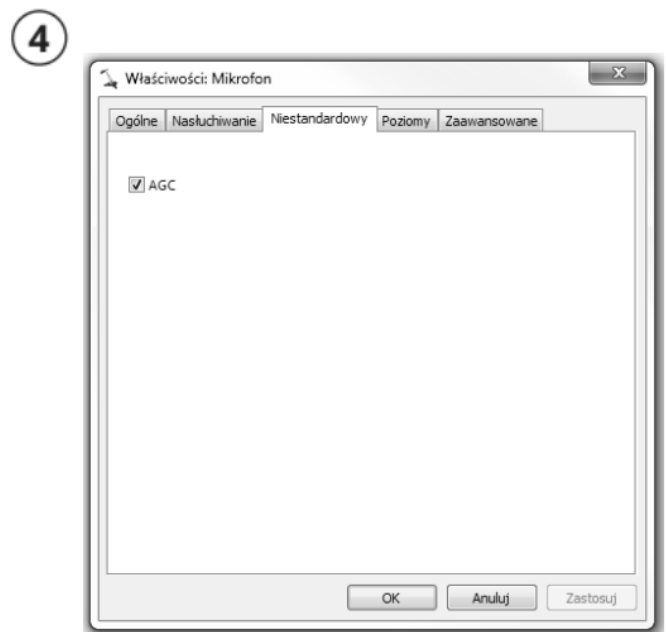 4
Właściwości: Mikrofon
X
Ogólne Nasłuchiwanie Niestandardowy Poziomy Zaawansowane
AGC
OK Anuluj Zastosuj